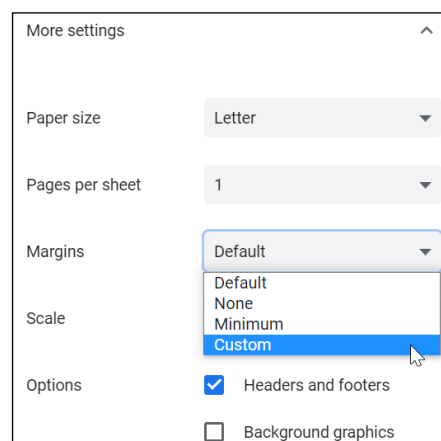 More settings
Paper size Letter
Pages per sheet 1
Margins Default
Default
None
Minimum
Scale
Custom
Options Headers and footers
Background graphics